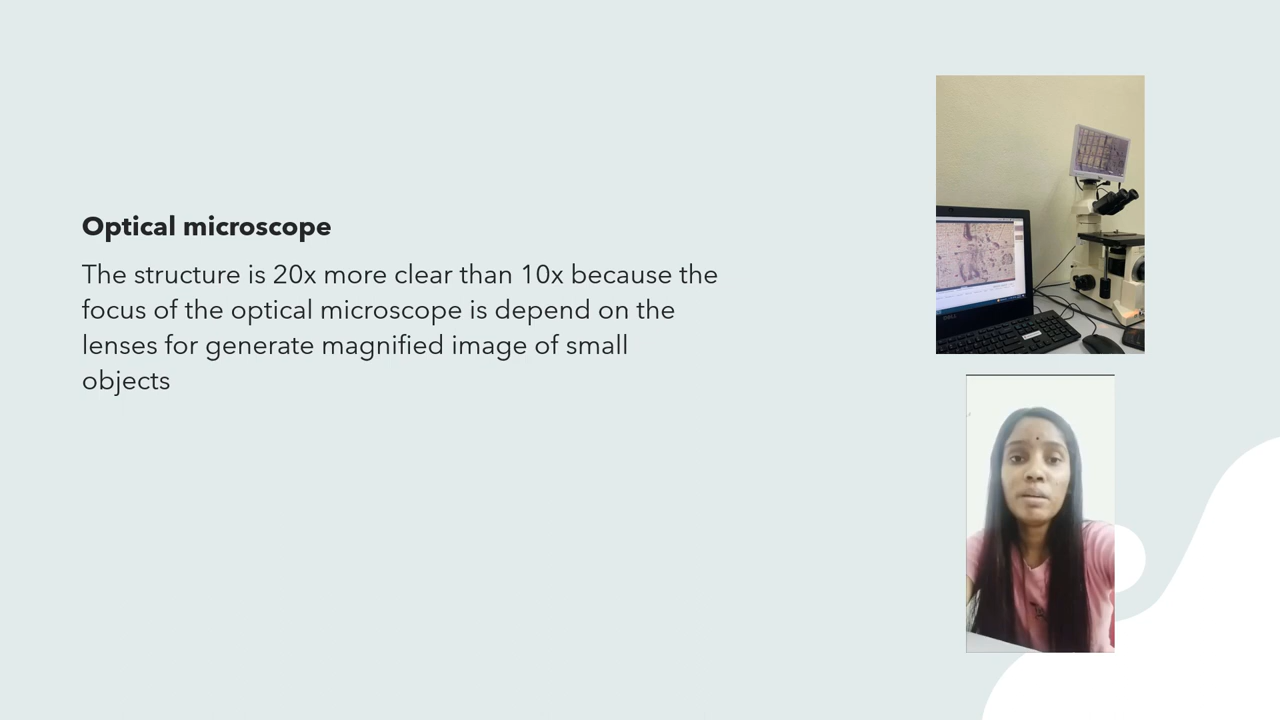 Optical microscope
The structure is 20x more clear than 10x because the
focus of the optical microscope is depend on the
lenses for generate magnified image of small
objects
DELL